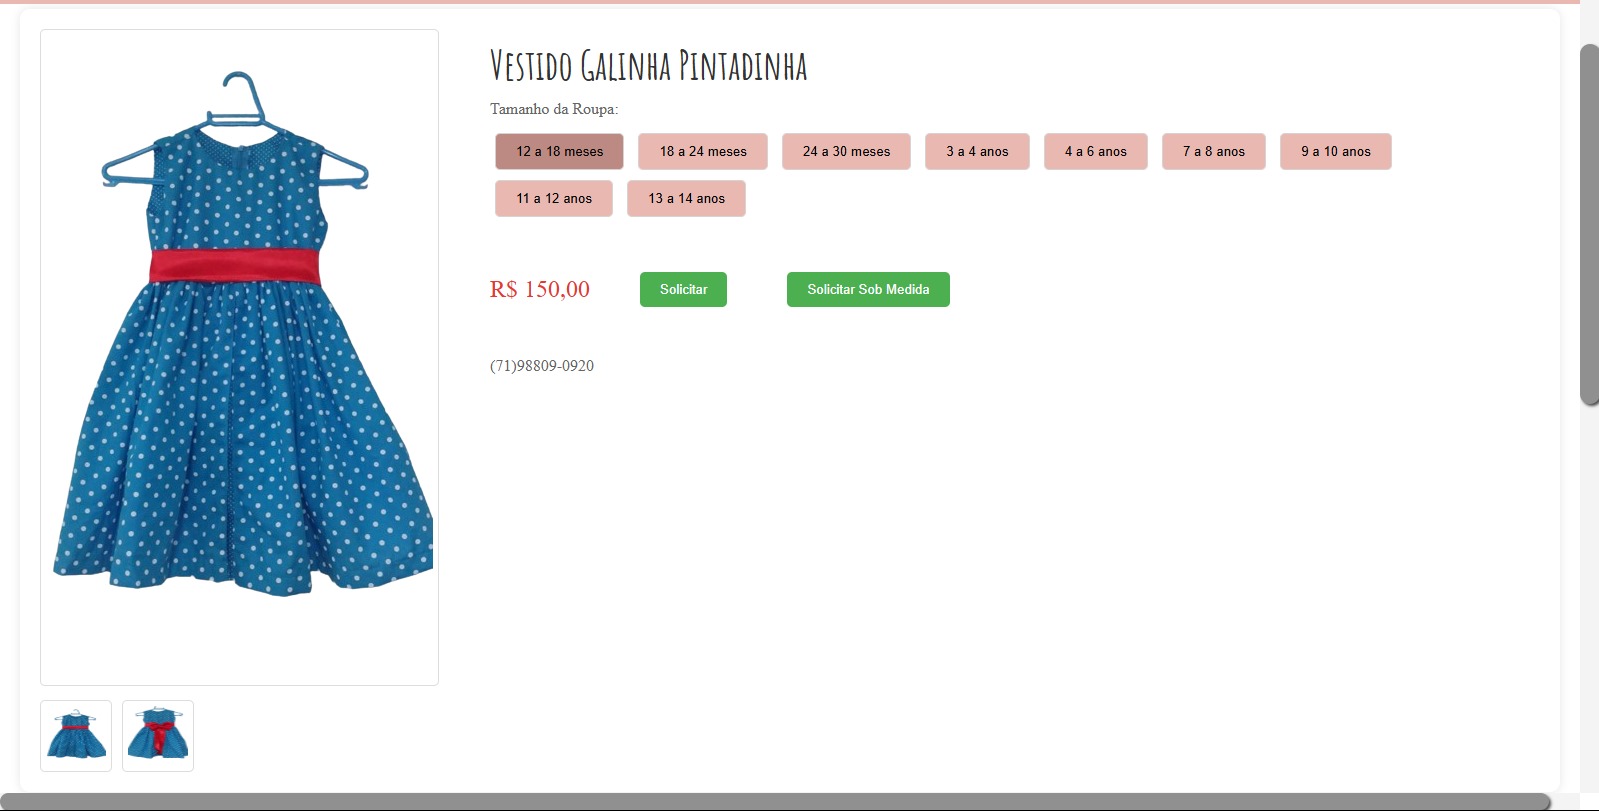 Vestido Galinha Pintadinha
Tamanho da Roupa:
12 a 18 meses 18 a 24 meses 24 a 30 meses 3 a 4 anos 4 a 6 anos 7 a 8 anos 9 a 10 anos
11 a 12 anos 13 a 14 anos
R$ 150,00 Solicitar Solicitar Sob Medida
(71)98809-0920